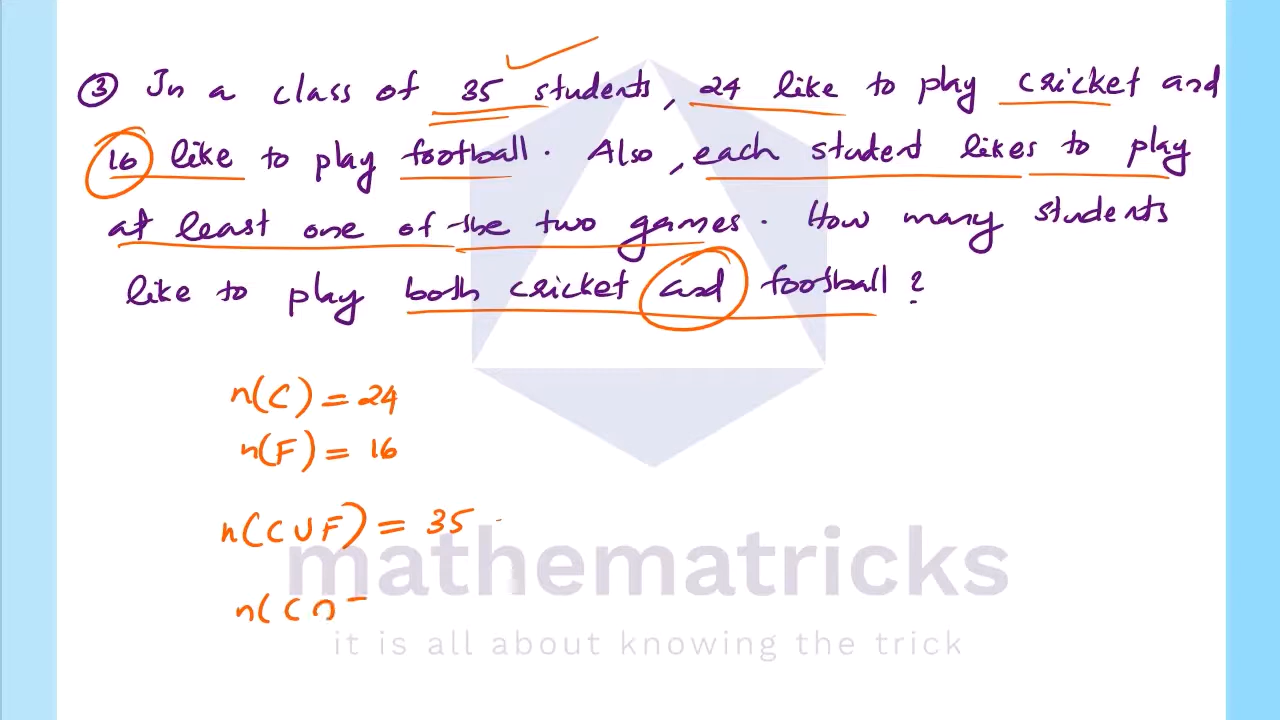 ③ In a class of 35 students, 24 like to play cricket and
16 like to play football. Also, each student likes to play
at least one of the two games. How many students
like to play both cricket and football?
n(C) = 24
n(F) = 16
n(C ∪ F) = 35
n(C ∩
mathematricks
it is all about knowing the trick